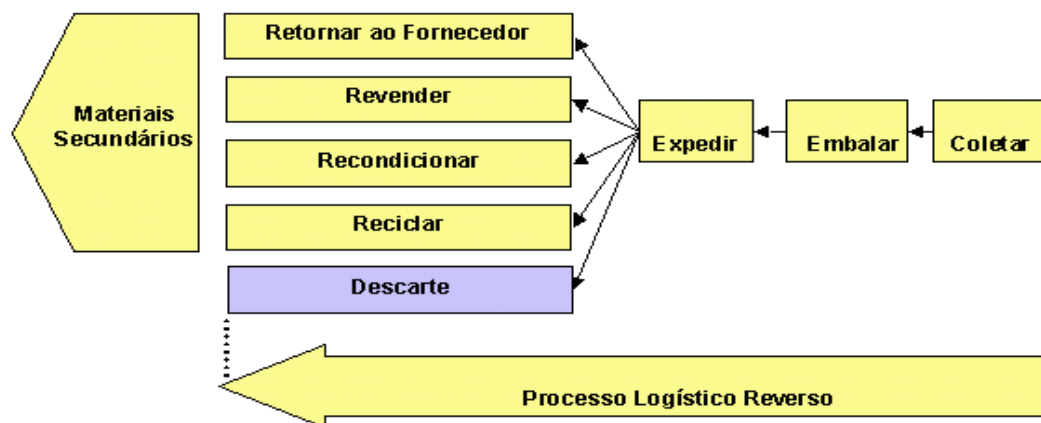 Retornar ao Fornecedor
Revender
Materiais
Secundários
Expedir
Embalar
Coletar
Recondicionar
Reciclar
Descarte
Processo Logístico Reverso